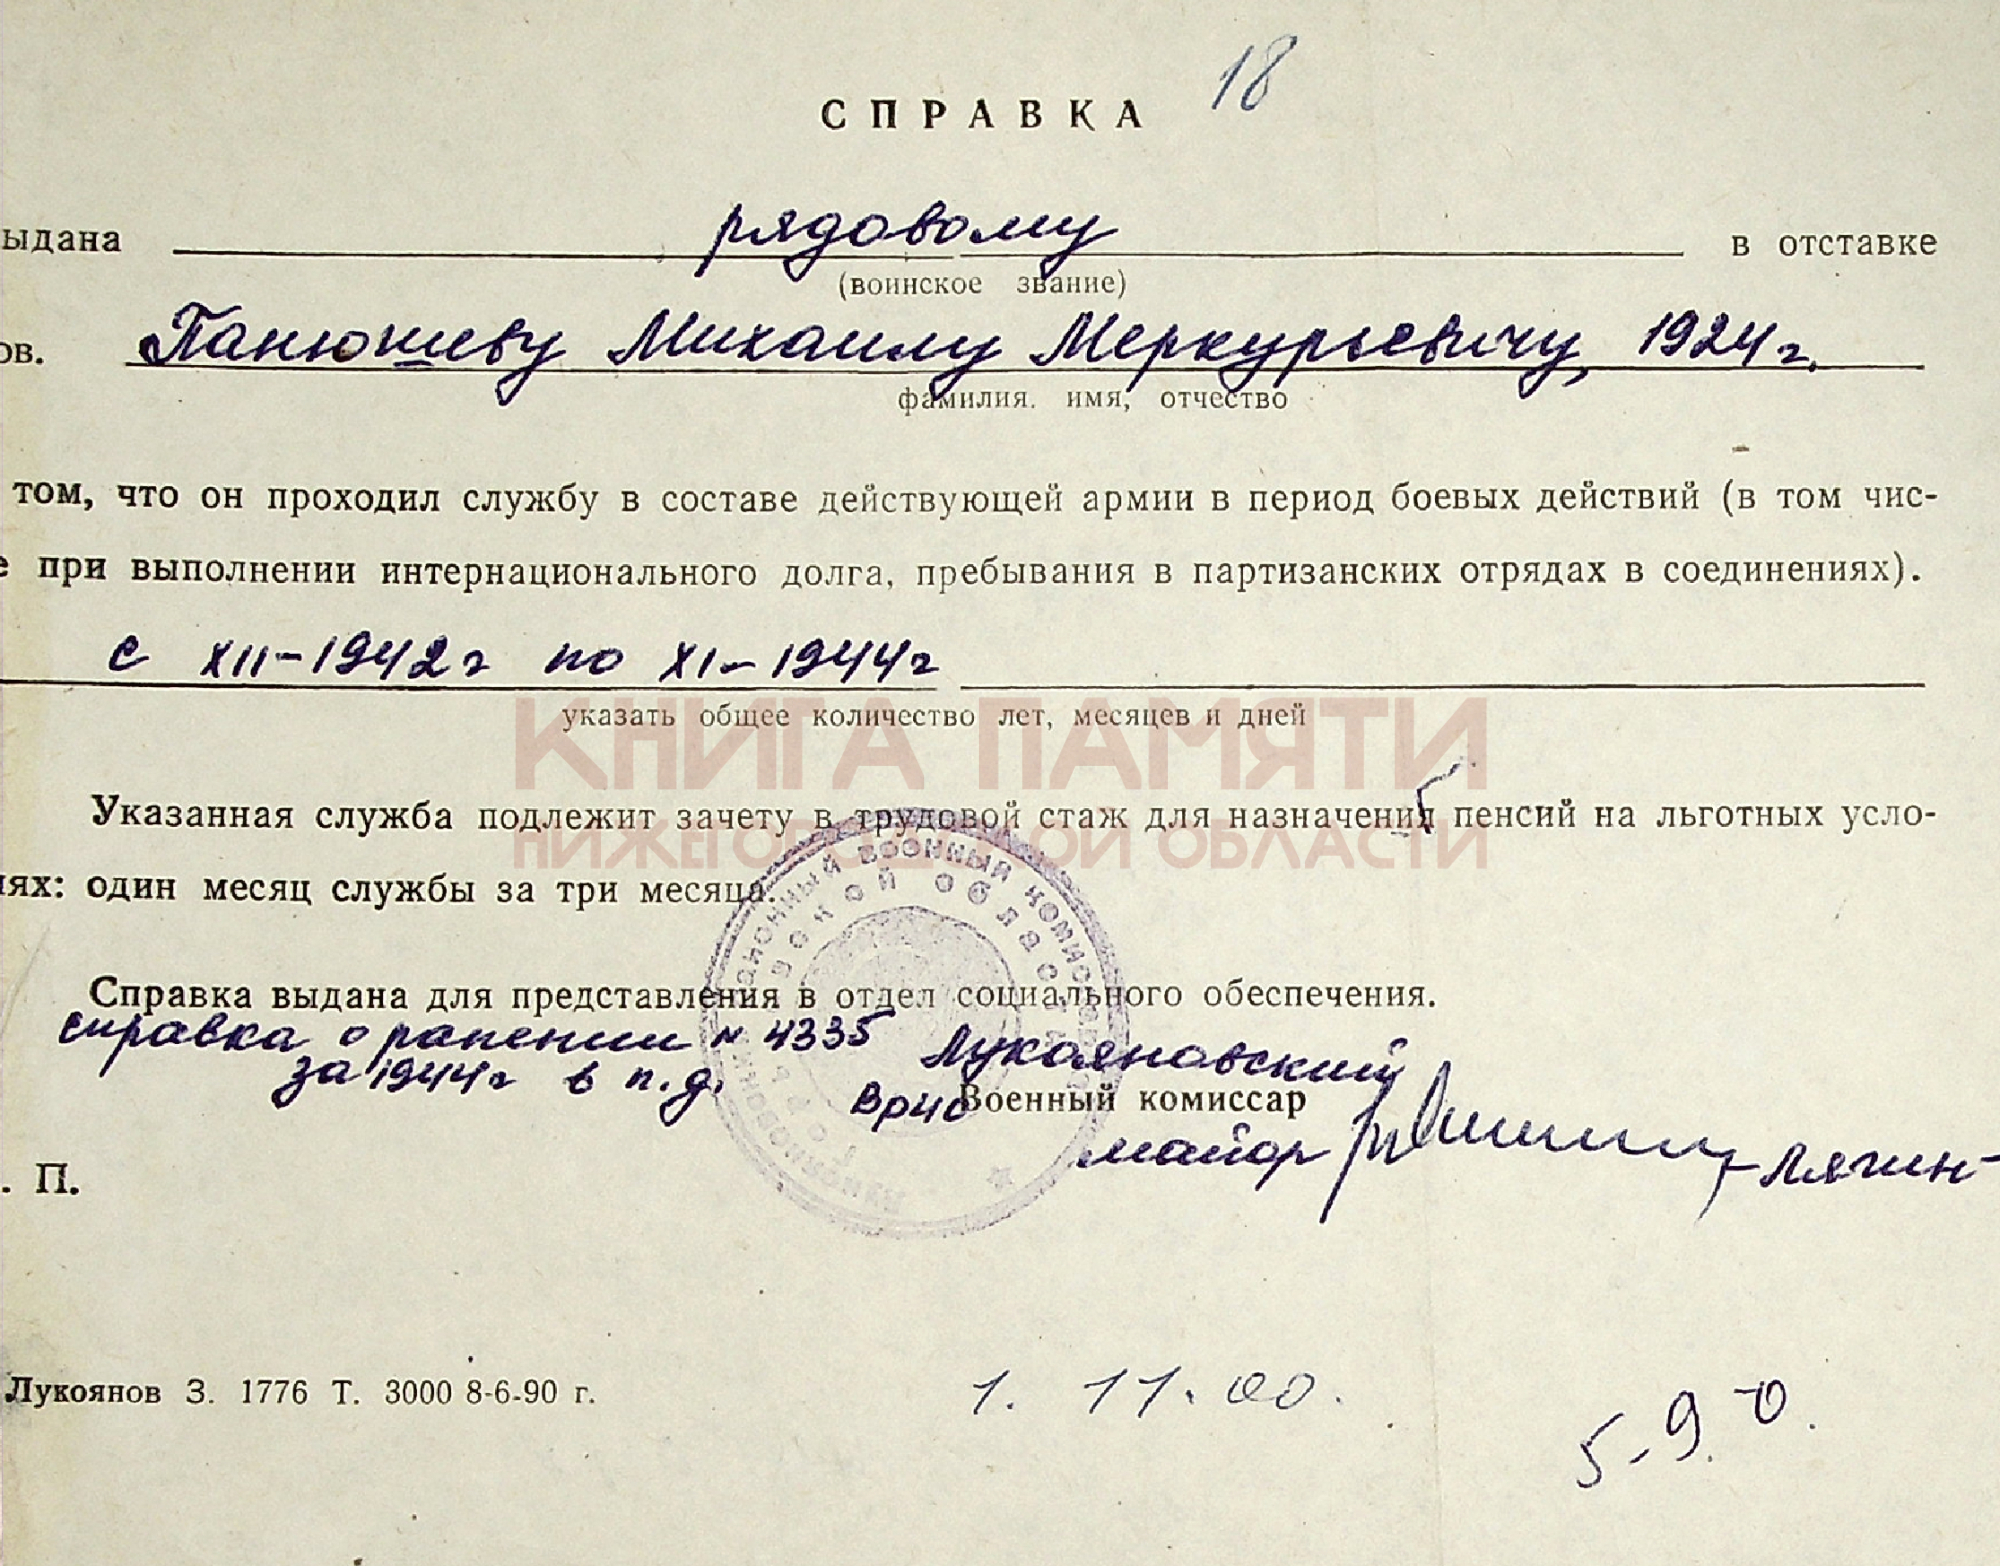 18
СПРАВКА
ыдана рядовому в отставке
(воинское звание)
ов. Панюшеву Михаилу Меркурьевичу, 1924 г.
фамилия. имя, отчество
том, что он проходил службу в составе действующей армии в период боевых действий (в том чис-
е при выполнении интернационального долга, пребывания в партизанских отрядах в соединениях).
с XII-1942 г по XI-1944 г
указать общее количество лет, месяцев и дней
КНИГА ПАМЯТИ
НИЖЕГОРОДСКОЙ ОБЛАСТИ
Указанная служба подлежит зачету в трудовой стаж для назначения пенсий на льготных усло-
иях: один месяц службы за три месяца.
районный военный комиссариат
области
Справка выдана для представления в отдел социального обеспечения.
справка о ранении N 4335
за 1944 г в п.д.
Лукояновский
Врио Военный комиссар
майор Лягин
. П.
Лукоянов З. 1776 Т. 3000 8-6-90 г.
1. 11. 00.
5-9-0.